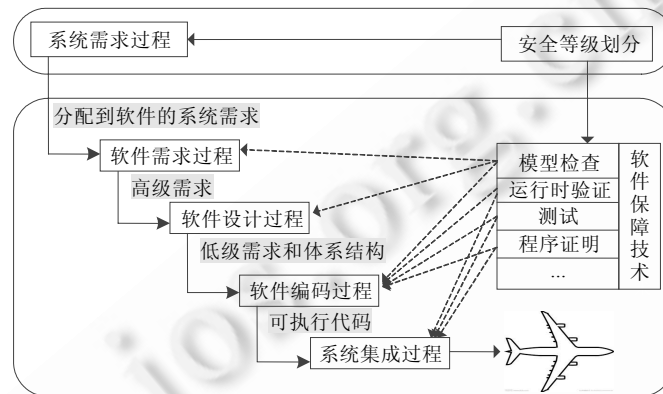 系统需求过程
安全等级划分
分配到软件的系统需求
软件需求过程
高级需求
软件设计过程
低级需求和体系结构
软件编码过程
可执行代码
系统集成过程
模型检查
运行时验证
测试
程序证明
...
软件保障技术